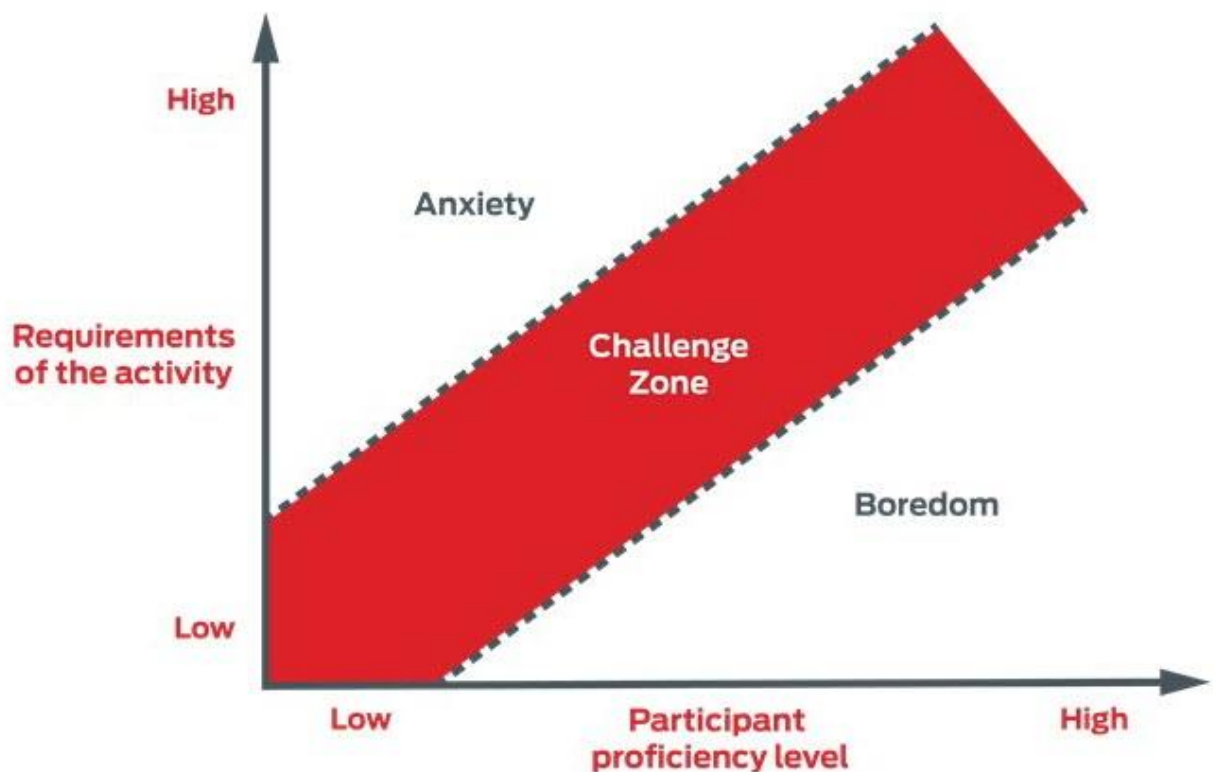 High
Anxiety
Requirements
of the activity
Challenge
Zone
Boredom
Low
Low
Participant
proficiency level
High